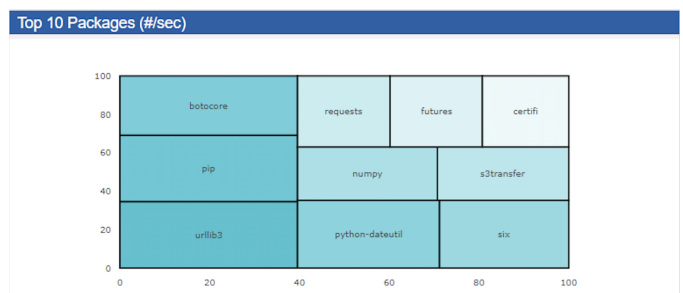 Top 10 Packages (#/sec)
100
80
60
40
20
0
botocore
requests
futures
certifi
pip
numpy
s3transfer
urllib3
python-dateutil
six
0
20
40
60
80
100